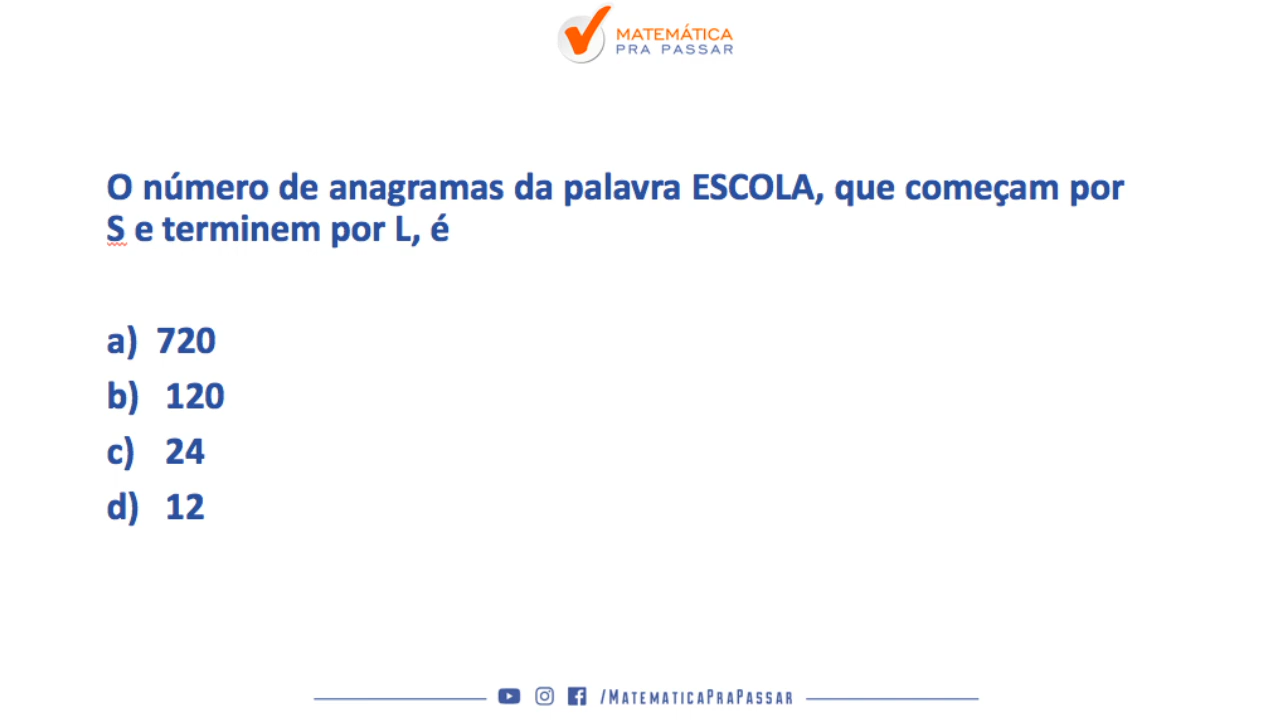 MATEMÁTICA
PRA PASSAR
O número de anagramas da palavra ESCOLA, que começam por
S e terminem por L, é
a) 720
b) 120
c) 24
d) 12
/MATEMATICAPRAPASSAR